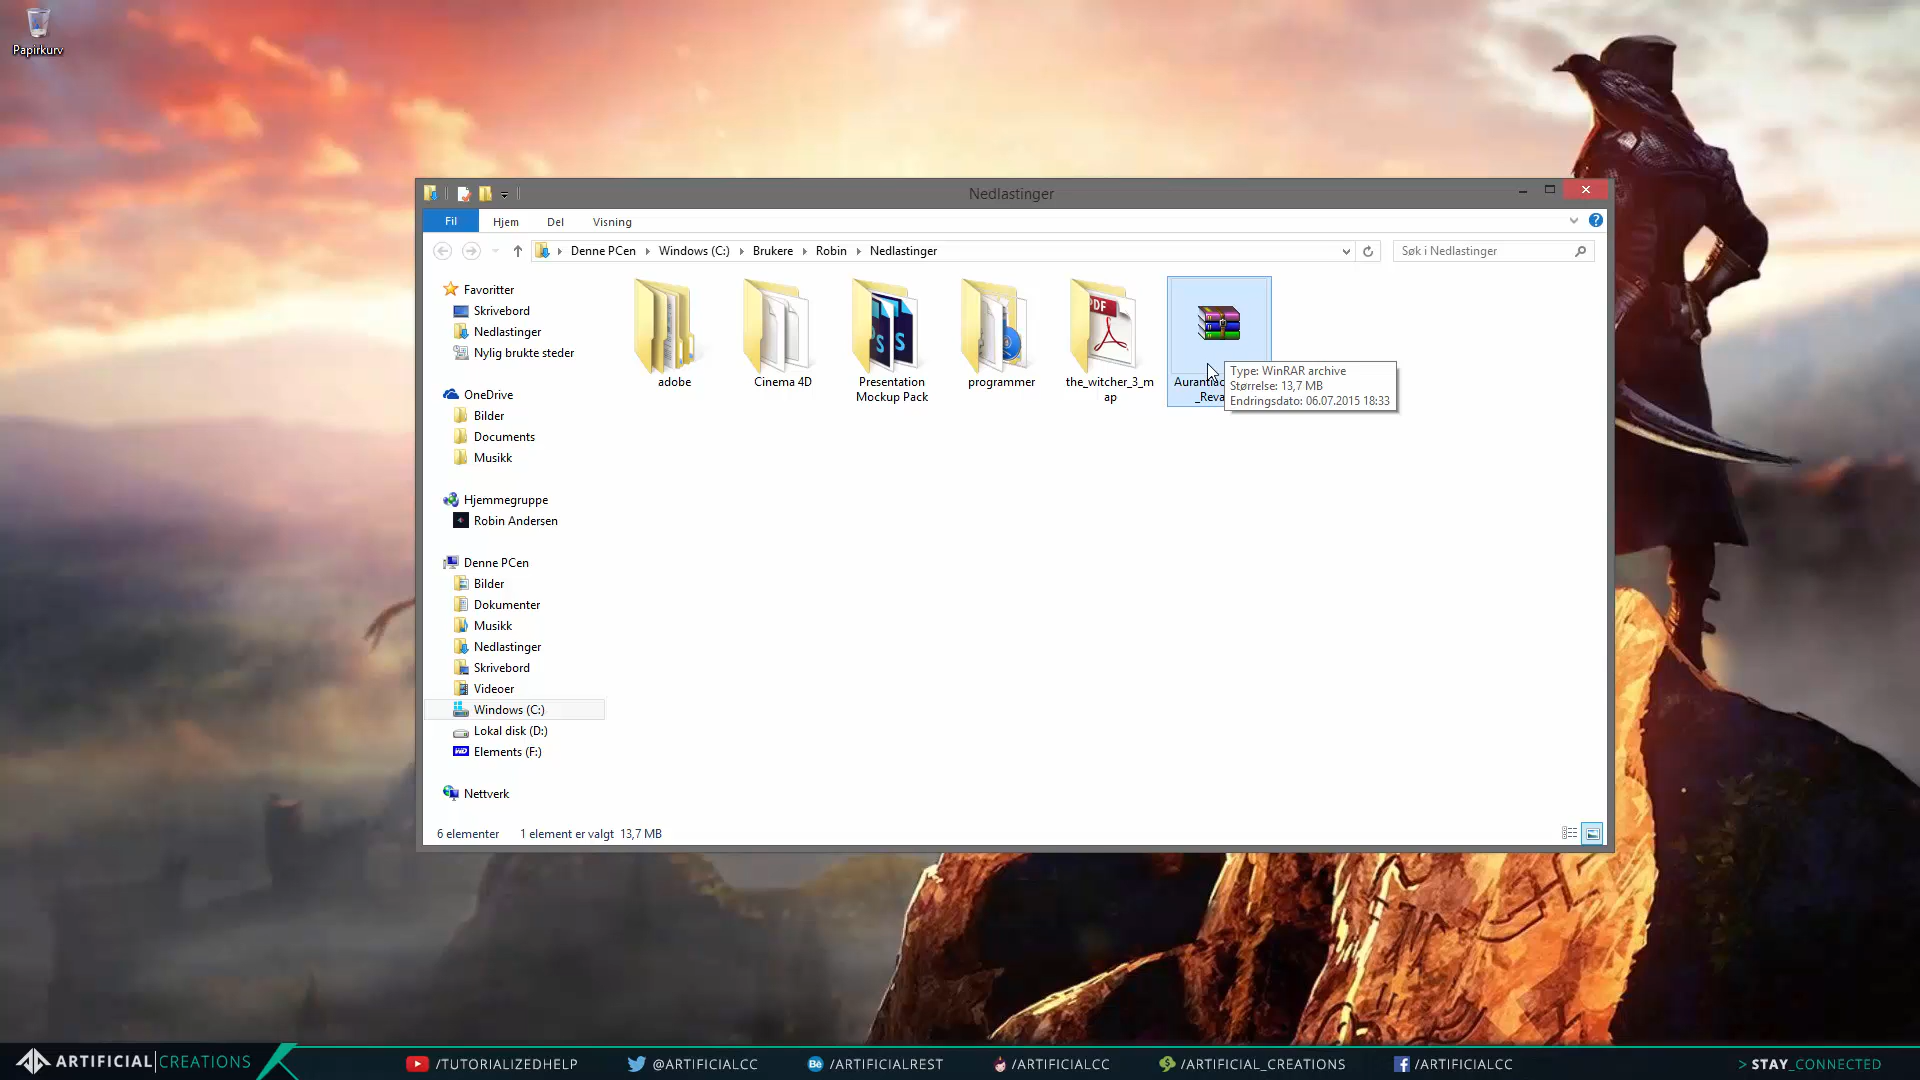 Papirkurv
Nedlastinger
Fil
Hjem
Del
Visning
Denne PCen
Windows (C:)
Brukere
Robin
Nedlastinger
Søk i Nedlastinger
Favoritter
Skrivebord
Nedlastinger
Nylig brukte steder
OneDrive
Bilder
Documents
Musikk
Hjemmegruppe
Robin Andersen
Denne PCen
Bilder
Dokumenter
Musikk
Nedlastinger
Skrivebord
Videoer
Windows (C:)
Lokal disk (D:)
Elements (F:)
Nettverk
adobe
Cinema 4D
Presentation
Mockup Pack
programmer
the_witcher_3_m
ap
PDF
Type: WinRAR archive
Størrelse: 13,7 MB
Endringsdato: 06.07.2015 18:33
6 elementer
1 element er valgt 13,7 MB
ARTIFICIAL|CREATIONS
/TUTORIALIZEDHELP
@ARTIFICIALCC
/ARTIFICIALREST
/ARTIFICIALCC
/ARTIFICIAL_CREATIONS
/ARTIFICIALCC
> STAY_CONNECTED